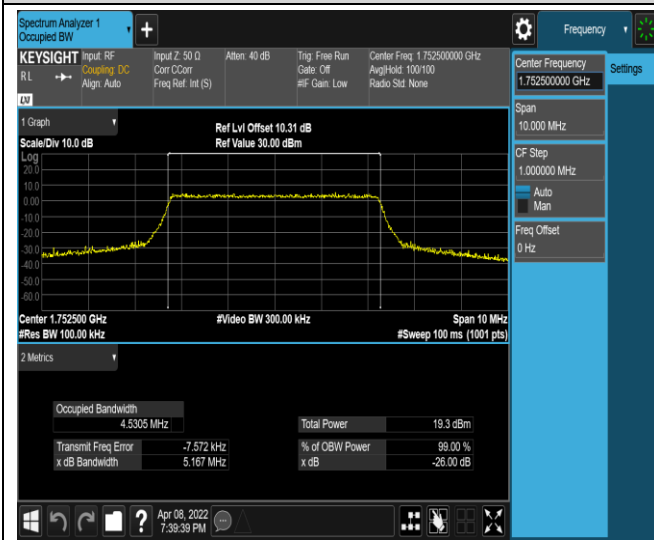 Spectrum Analyzer 1
Occupied BW
+
Frequency
KEYSIGHT
RL
Input: RF
Coupling: DC
Align: Auto
Input Z: 50 Ω
Corr CCorr
Freq Ref: Int (S)
Atten: 40 dB
Trig: Free Run
Gate: Off
#IF Gain: Low
Center Freq: 1.752500000 GHz
Avg|Hold: 100/100
Radio Std: None
LXI
Center Frequency
1.752500000 GHz
Settings
Span
10.000 MHz
CF Step
1.000000 MHz
Auto
Man
Freq Offset
0 Hz
1 Graph
Scale/Div 10.0 dB
Ref Lvl Offset 10.31 dB
Ref Value 30.00 dBm
Log
20.0
10.0
0.00
-10.0
-20.0
-30.0
-40.0
-50.0
-60.0
Center 1.752500 GHz
#Video BW 300.00 kHz
Span 10 MHz
#Res BW 100.00 kHz
#Sweep 100 ms (1001 pts)
2 Metrics
Occupied Bandwidth
4.5305 MHz
Total Power 19.3 dBm
Transmit Freq Error -7.572 kHz
% of OBW Power 99.00 %
x dB Bandwidth 5.167 MHz
x dB -26.00 dB
?
Apr 08, 2022
7:39:39 PM